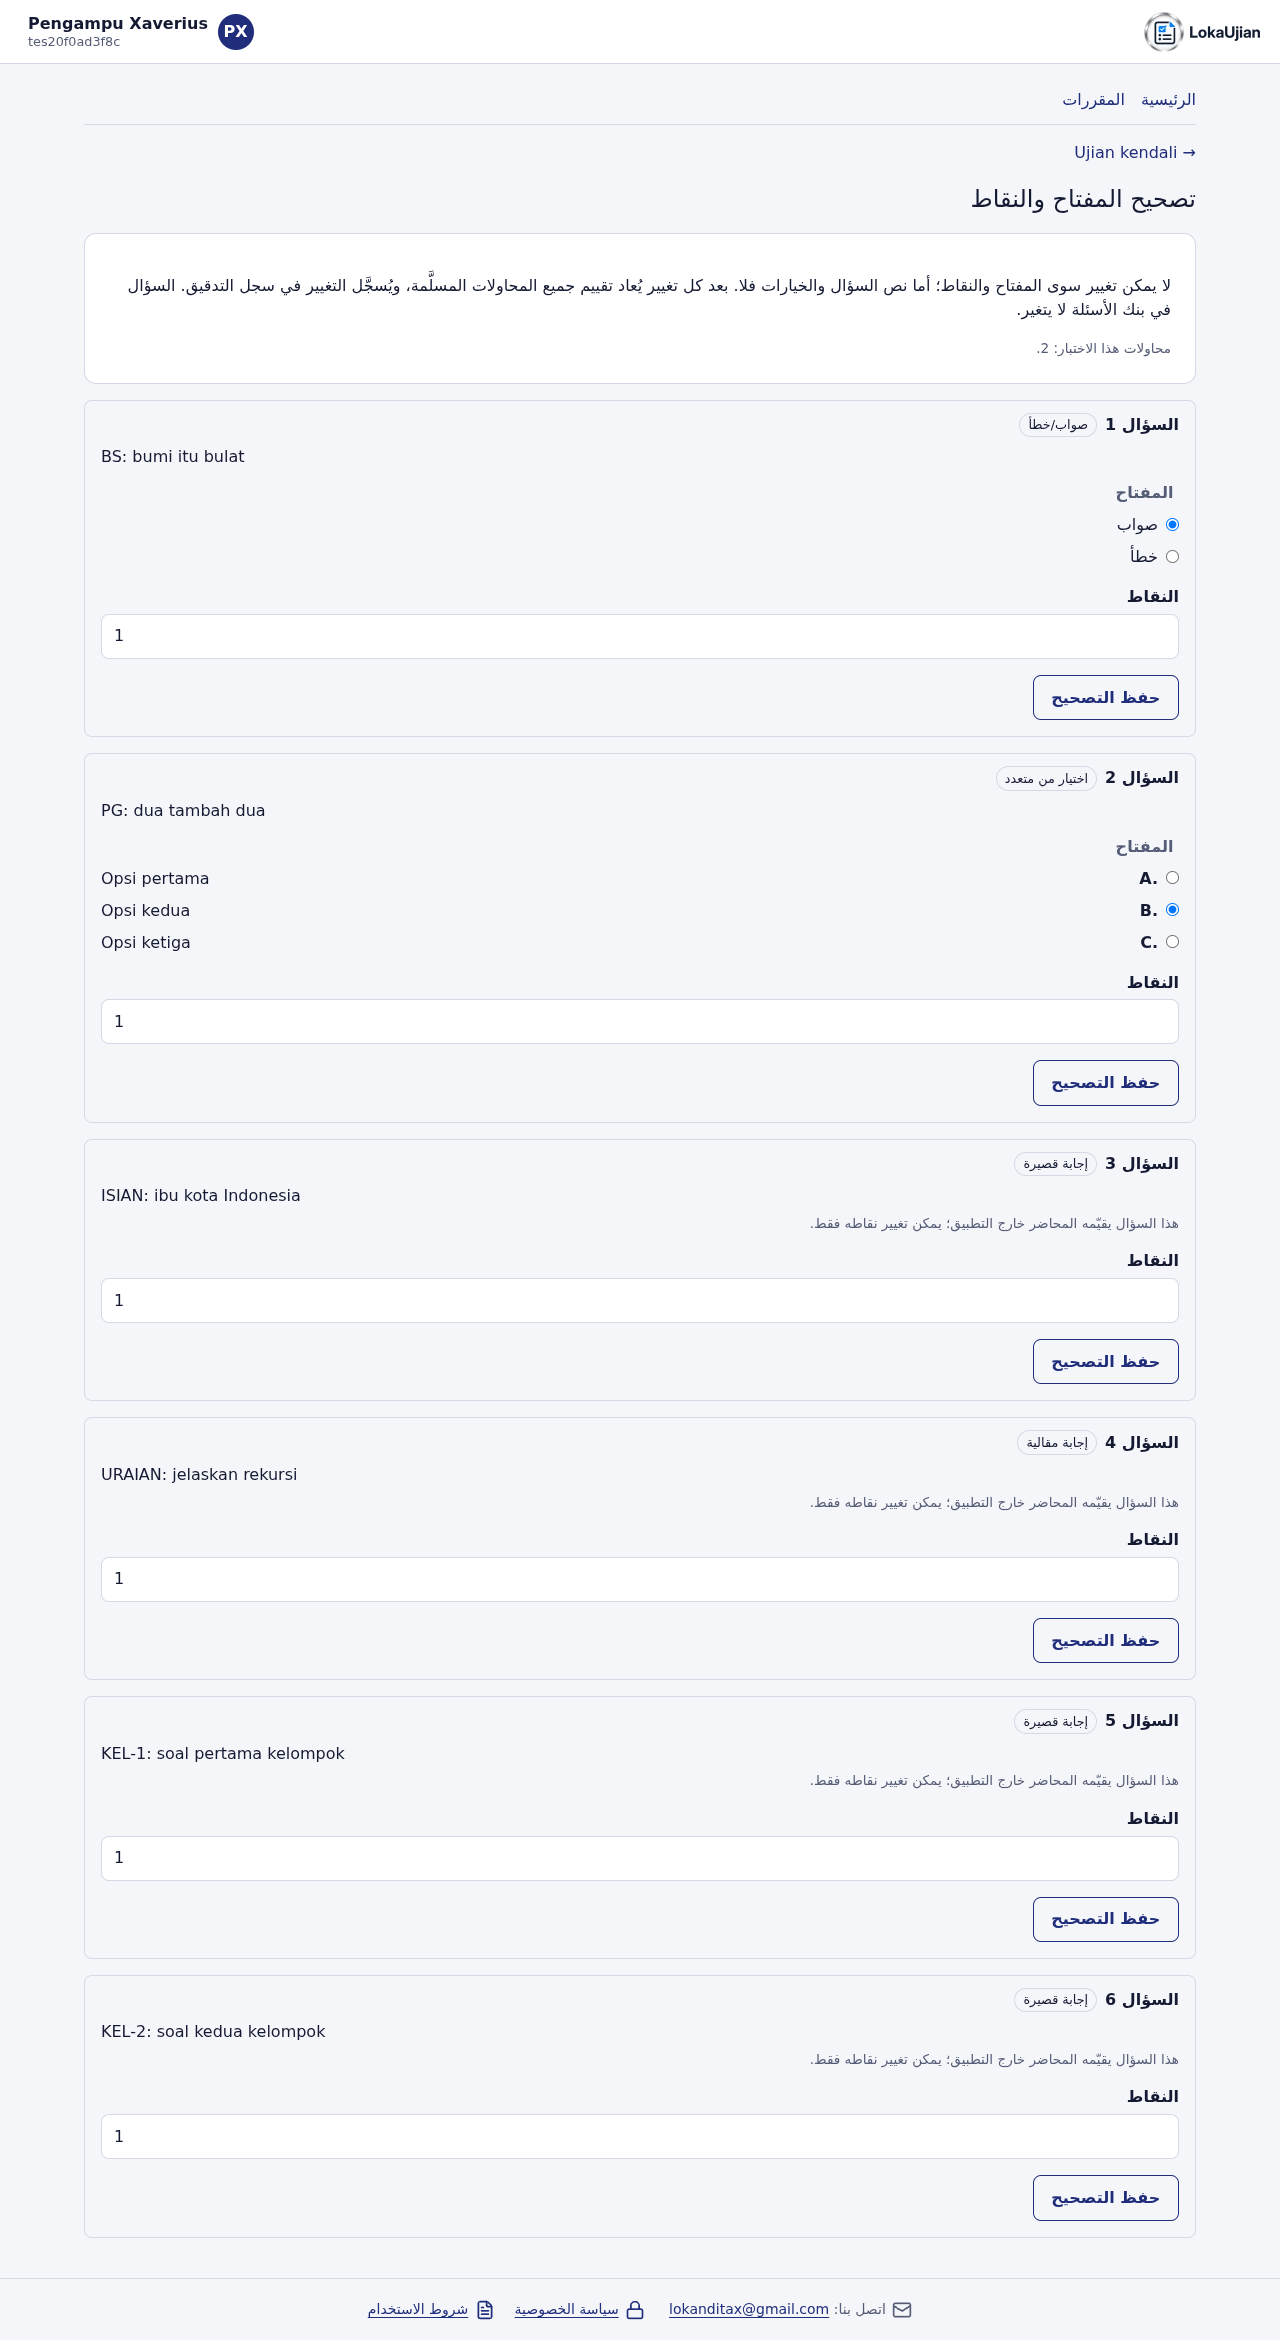 LokaUjian
Pengampu Xaverius
tes20f0ad3f8c
PX
الرئيسية المقررات
→ Ujian kendali
تصحيح المفتاح والنقاط
لا يمكن تغيير سوى المفتاح والنقاط؛ أما نص السؤال والخيارات فلا. بعد كل تغيير يُعاد تقييم جميع المحاولات المسلَّمة، ويُسجَّل التغيير في سجل التدقيق. السؤال
في بنك الأسئلة لا يتغير.
محاولات هذا الاختبار: 2.
السؤال 1 صواب/خطأ
BS: bumi itu bulat
المفتاح
صواب
خطأ
النقاط
1
حفظ التصحيح
السؤال 2 اختيار من متعدد
PG: dua tambah dua
المفتاح
A. Opsi pertama
B. Opsi kedua
C. Opsi ketiga
النقاط
1
حفظ التصحيح
السؤال 3 إجابة قصيرة
ISIAN: ibu kota Indonesia
هذا السؤال يقيّمه المحاضر خارج التطبيق؛ يمكن تغيير نقاطه فقط.
النقاط
1
حفظ التصحيح
السؤال 4 إجابة مقالية
URAIAN: jelaskan rekursi
هذا السؤال يقيّمه المحاضر خارج التطبيق؛ يمكن تغيير نقاطه فقط.
النقاط
1
حفظ التصحيح
السؤال 5 إجابة قصيرة
KEL-1: soal pertama kelompok
هذا السؤال يقيّمه المحاضر خارج التطبيق؛ يمكن تغيير نقاطه فقط.
النقاط
1
حفظ التصحيح
السؤال 6 إجابة قصيرة
KEL-2: soal kedua kelompok
هذا السؤال يقيّمه المحاضر خارج التطبيق؛ يمكن تغيير نقاطه فقط.
النقاط
1
حفظ التصحيح
اتصل بنا: lokanditax@gmail.com سياسة الخصوصية شروط الاستخدام